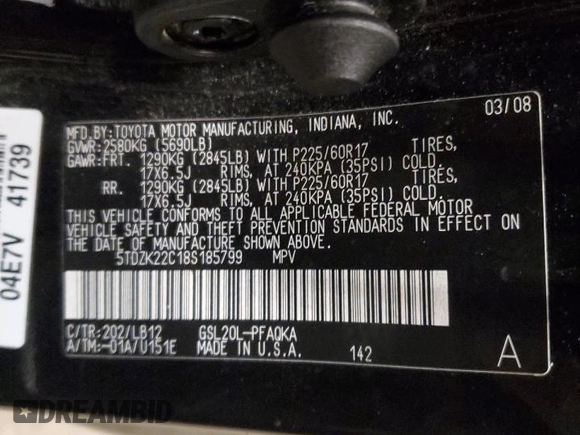 03/08
MFD.BY:TOYOTA MOTOR MANUFACTURING, INDIANA, INC.
GVWR:2580KG (5690LB)
GAWR:FRT. 1290KG (2845LB) WITH P225/60R17 TIRES,
17X6.5J RIMS, AT 240KPA (35PSI) COLD.
RR. 1290KG (2845LB) WITH P225/60R17 TIRES,
17X6.5J RIMS, AT 240KPA (35PSI) COLD.
THIS VEHICLE CONFORMS TO ALL APPLICABLE FEDERAL MOTOR
VEHICLE SAFETY AND THEFT PREVENTION STANDARDS IN EFFECT ON
THE DATE OF MANUFACTURE SHOWN ABOVE.
5TDZK22C18S185799 MPV
C/TR:202/LB12 GSL20L-PFAQKA
A/TM:-01A/U151E MADE IN U.S.A. 142 A
04E7V 41739
DREAMBID